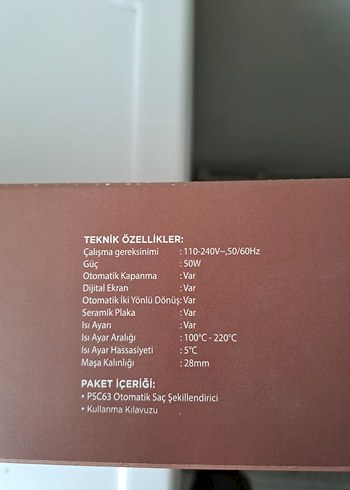 TEKNİK ÖZELLİKLER:
Çalışma gereksinimi : 110-240V~,50/60Hz
Güç : 50W
Otomatik Kapanma : Var
Dijital Ekran : Var
Otomatik İki Yönlü Dönüş: Var
Seramik Plaka : Var
Isı Ayarı : Var
Isı Ayar Aralığı : 100°C - 220°C
Isı Ayar Hassasiyeti : 5°C
Maşa Kalınlığı : 28mm
PAKET İÇERİĞİ:
• PSC63 Otomatik Saç Şekillendirici
• Kullanma Kılavuzu